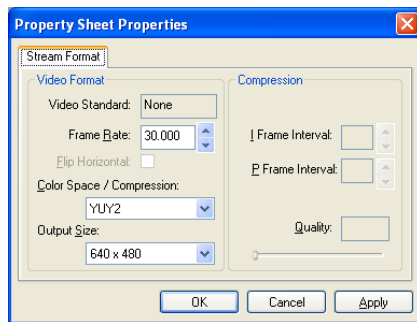 Property Sheet Properties
Stream Format
Video Format
Video Standard: None
Frame Rate: 30.000
Flip Horizontal:
Color Space / Compression:
YUY2
Output Size:
640 x 480
Compression
I Frame Interval:
P Frame Interval:
Quality:
OK Cancel Apply